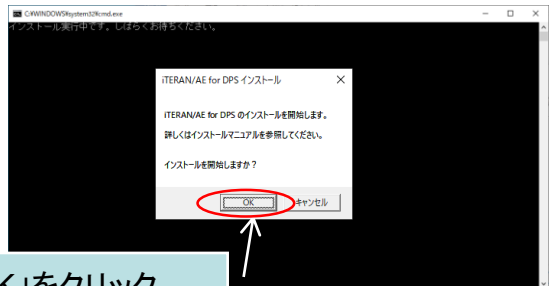 C:¥WINDOWS¥system32¥cmd.exe
インストール実行中です。しばらくお待ちください。
iTERAN/AE for DPS インストール
iTERAN/AE for DPS のインストールを開始します。
詳しくはインストールマニュアルを参照してください。
インストールを開始しますか?
OK
キャンセル
」をクリック